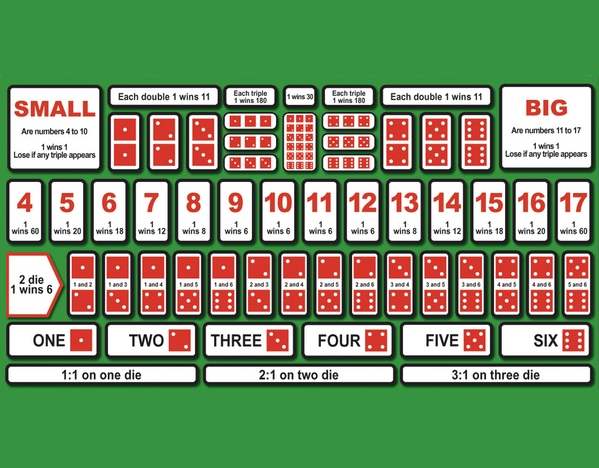 SMALL
Are numbers 4 to 10
1 wins 1
Lose if any triple appears
Each double 1 wins 11
Each triple
1 wins 180
1 wins 30
Each triple
1 wins 180
Each double 1 wins 11
BIG
Are numbers 11 to 17
1 wins 1
Lose if any triple appears
4
1
wins 60
5
1
wins 20
6
1
wins 18
7
1
wins 12
8
1
wins 8
9
1
wins 6
10
1
wins 6
11
1
wins 6
12
1
wins 6
13
1
wins 8
14
1
wins 12
15
1
wins 18
16
1
wins 20
17
1
wins 60
2 die
1 wins 6
1 and 2
1 and 3
1 and 4
1 and 5
1 and 6
2 and 3
2 and 4
2 and 5
2 and 6
3 and 4
3 and 5
3 and 6
4 and 5
4 and 6
5 and 6
ONE
TWO
THREE
FOUR
FIVE
SIX
1:1 on one die
2:1 on two die
3:1 on three die